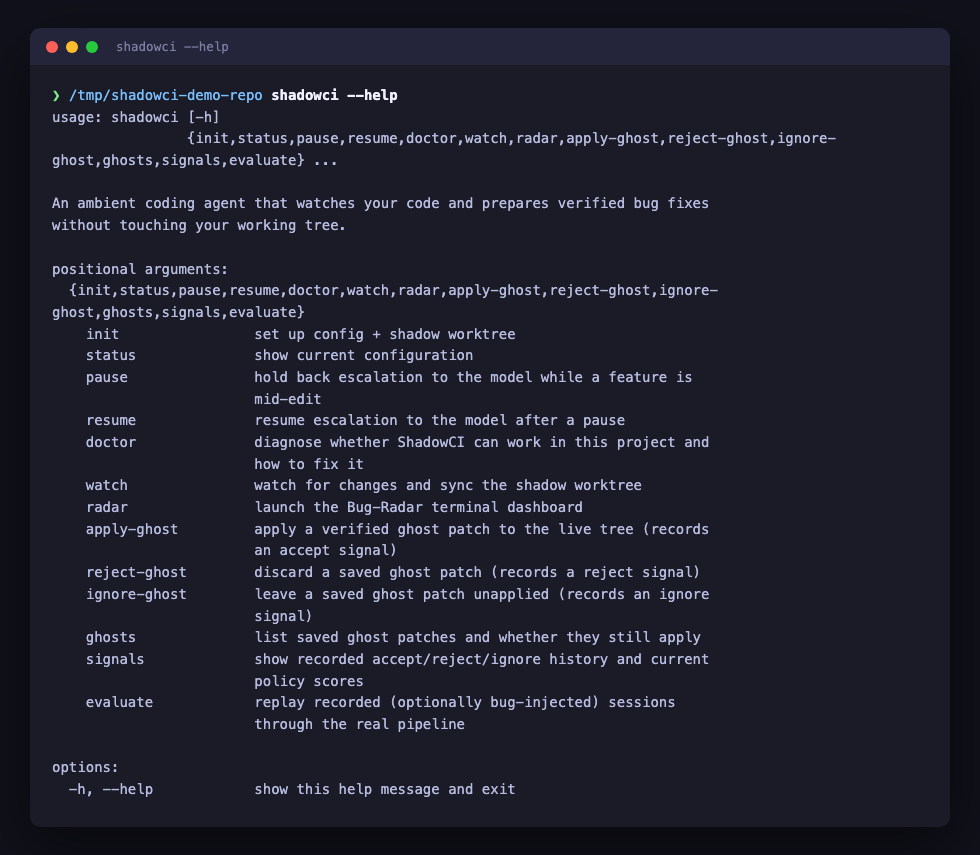 shadowci --help
❯ /tmp/shadowci-demo-repo shadowci --help
usage: shadowci [-h]
                {init,status,pause,resume,doctor,watch,radar,apply-ghost,reject-ghost,ignore-
ghost,ghosts,signals,evaluate} ...

An ambient coding agent that watches your code and prepares verified bug fixes
without touching your working tree.

positional arguments:
  {init,status,pause,resume,doctor,watch,radar,apply-ghost,reject-ghost,ignore-
ghost,ghosts,signals,evaluate}
    init                set up config + shadow worktree
    status              show current configuration
    pause               hold back escalation to the model while a feature is
                        mid-edit
    resume              resume escalation to the model after a pause
    doctor              diagnose whether ShadowCI can work in this project and
                        how to fix it
    watch               watch for changes and sync the shadow worktree
    radar               launch the Bug-Radar terminal dashboard
    apply-ghost         apply a verified ghost patch to the live tree (records
                        an accept signal)
    reject-ghost        discard a saved ghost patch (records a reject signal)
    ignore-ghost        leave a saved ghost patch unapplied (records an ignore
                        signal)
    ghosts              list saved ghost patches and whether they still apply
    signals             show recorded accept/reject/ignore history and current
                        policy scores
    evaluate            replay recorded (optionally bug-injected) sessions
                        through the real pipeline

options:
  -h, --help            show this help message and exit